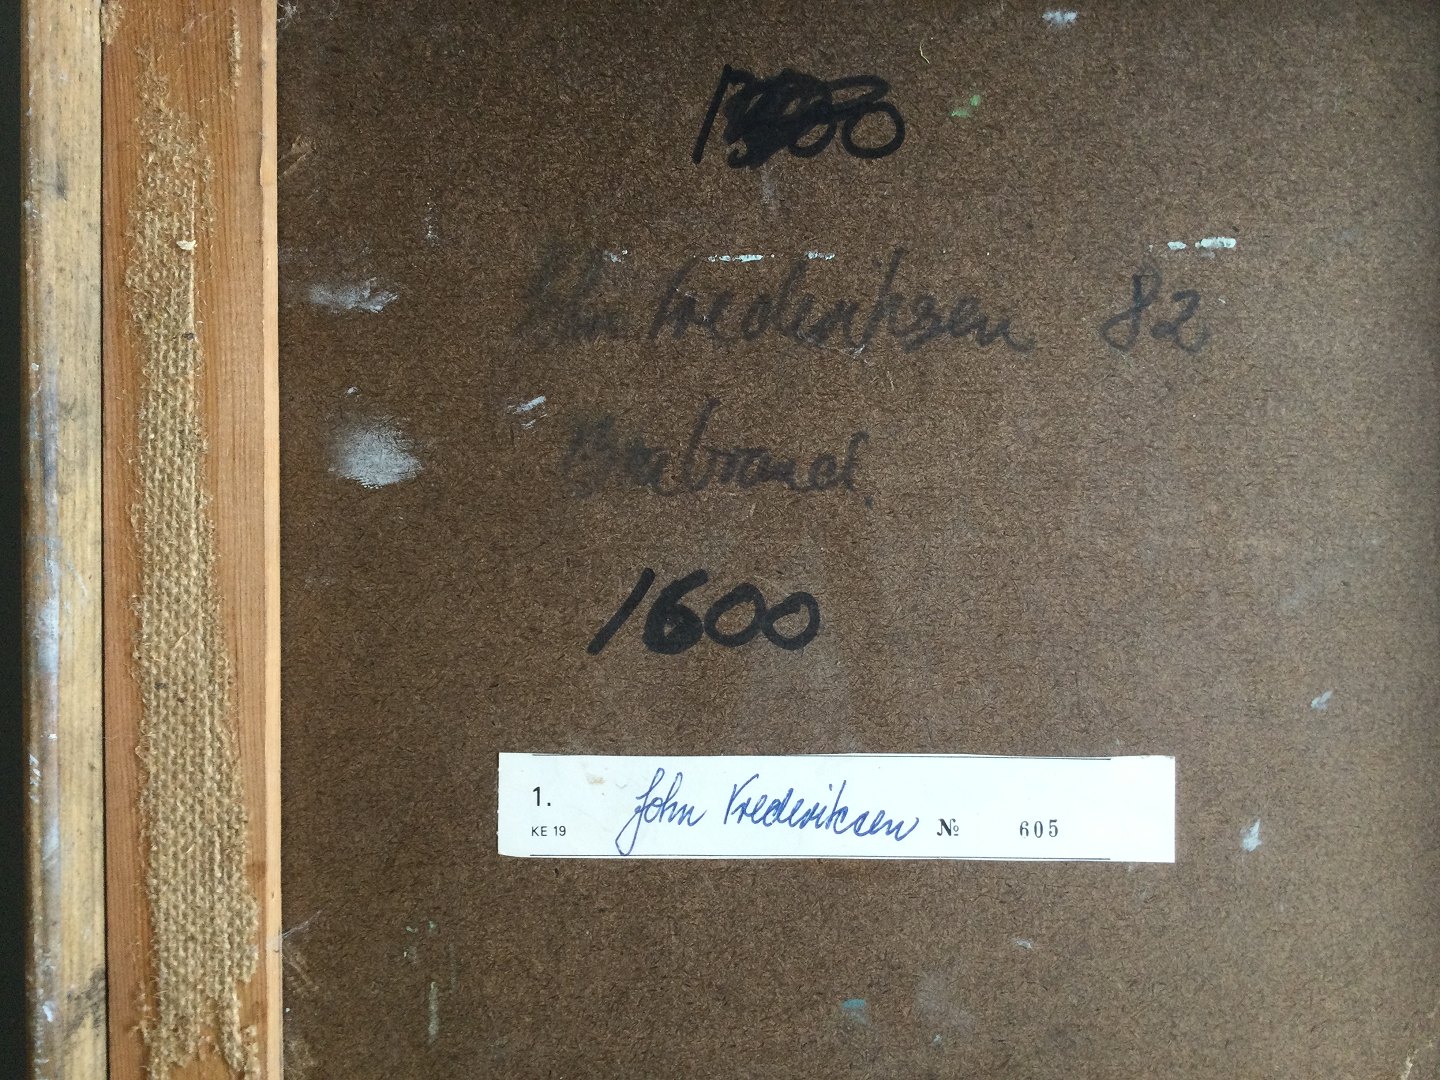 John Frederiksen 82
1600
1. John Frederiksen № 605
KE 19